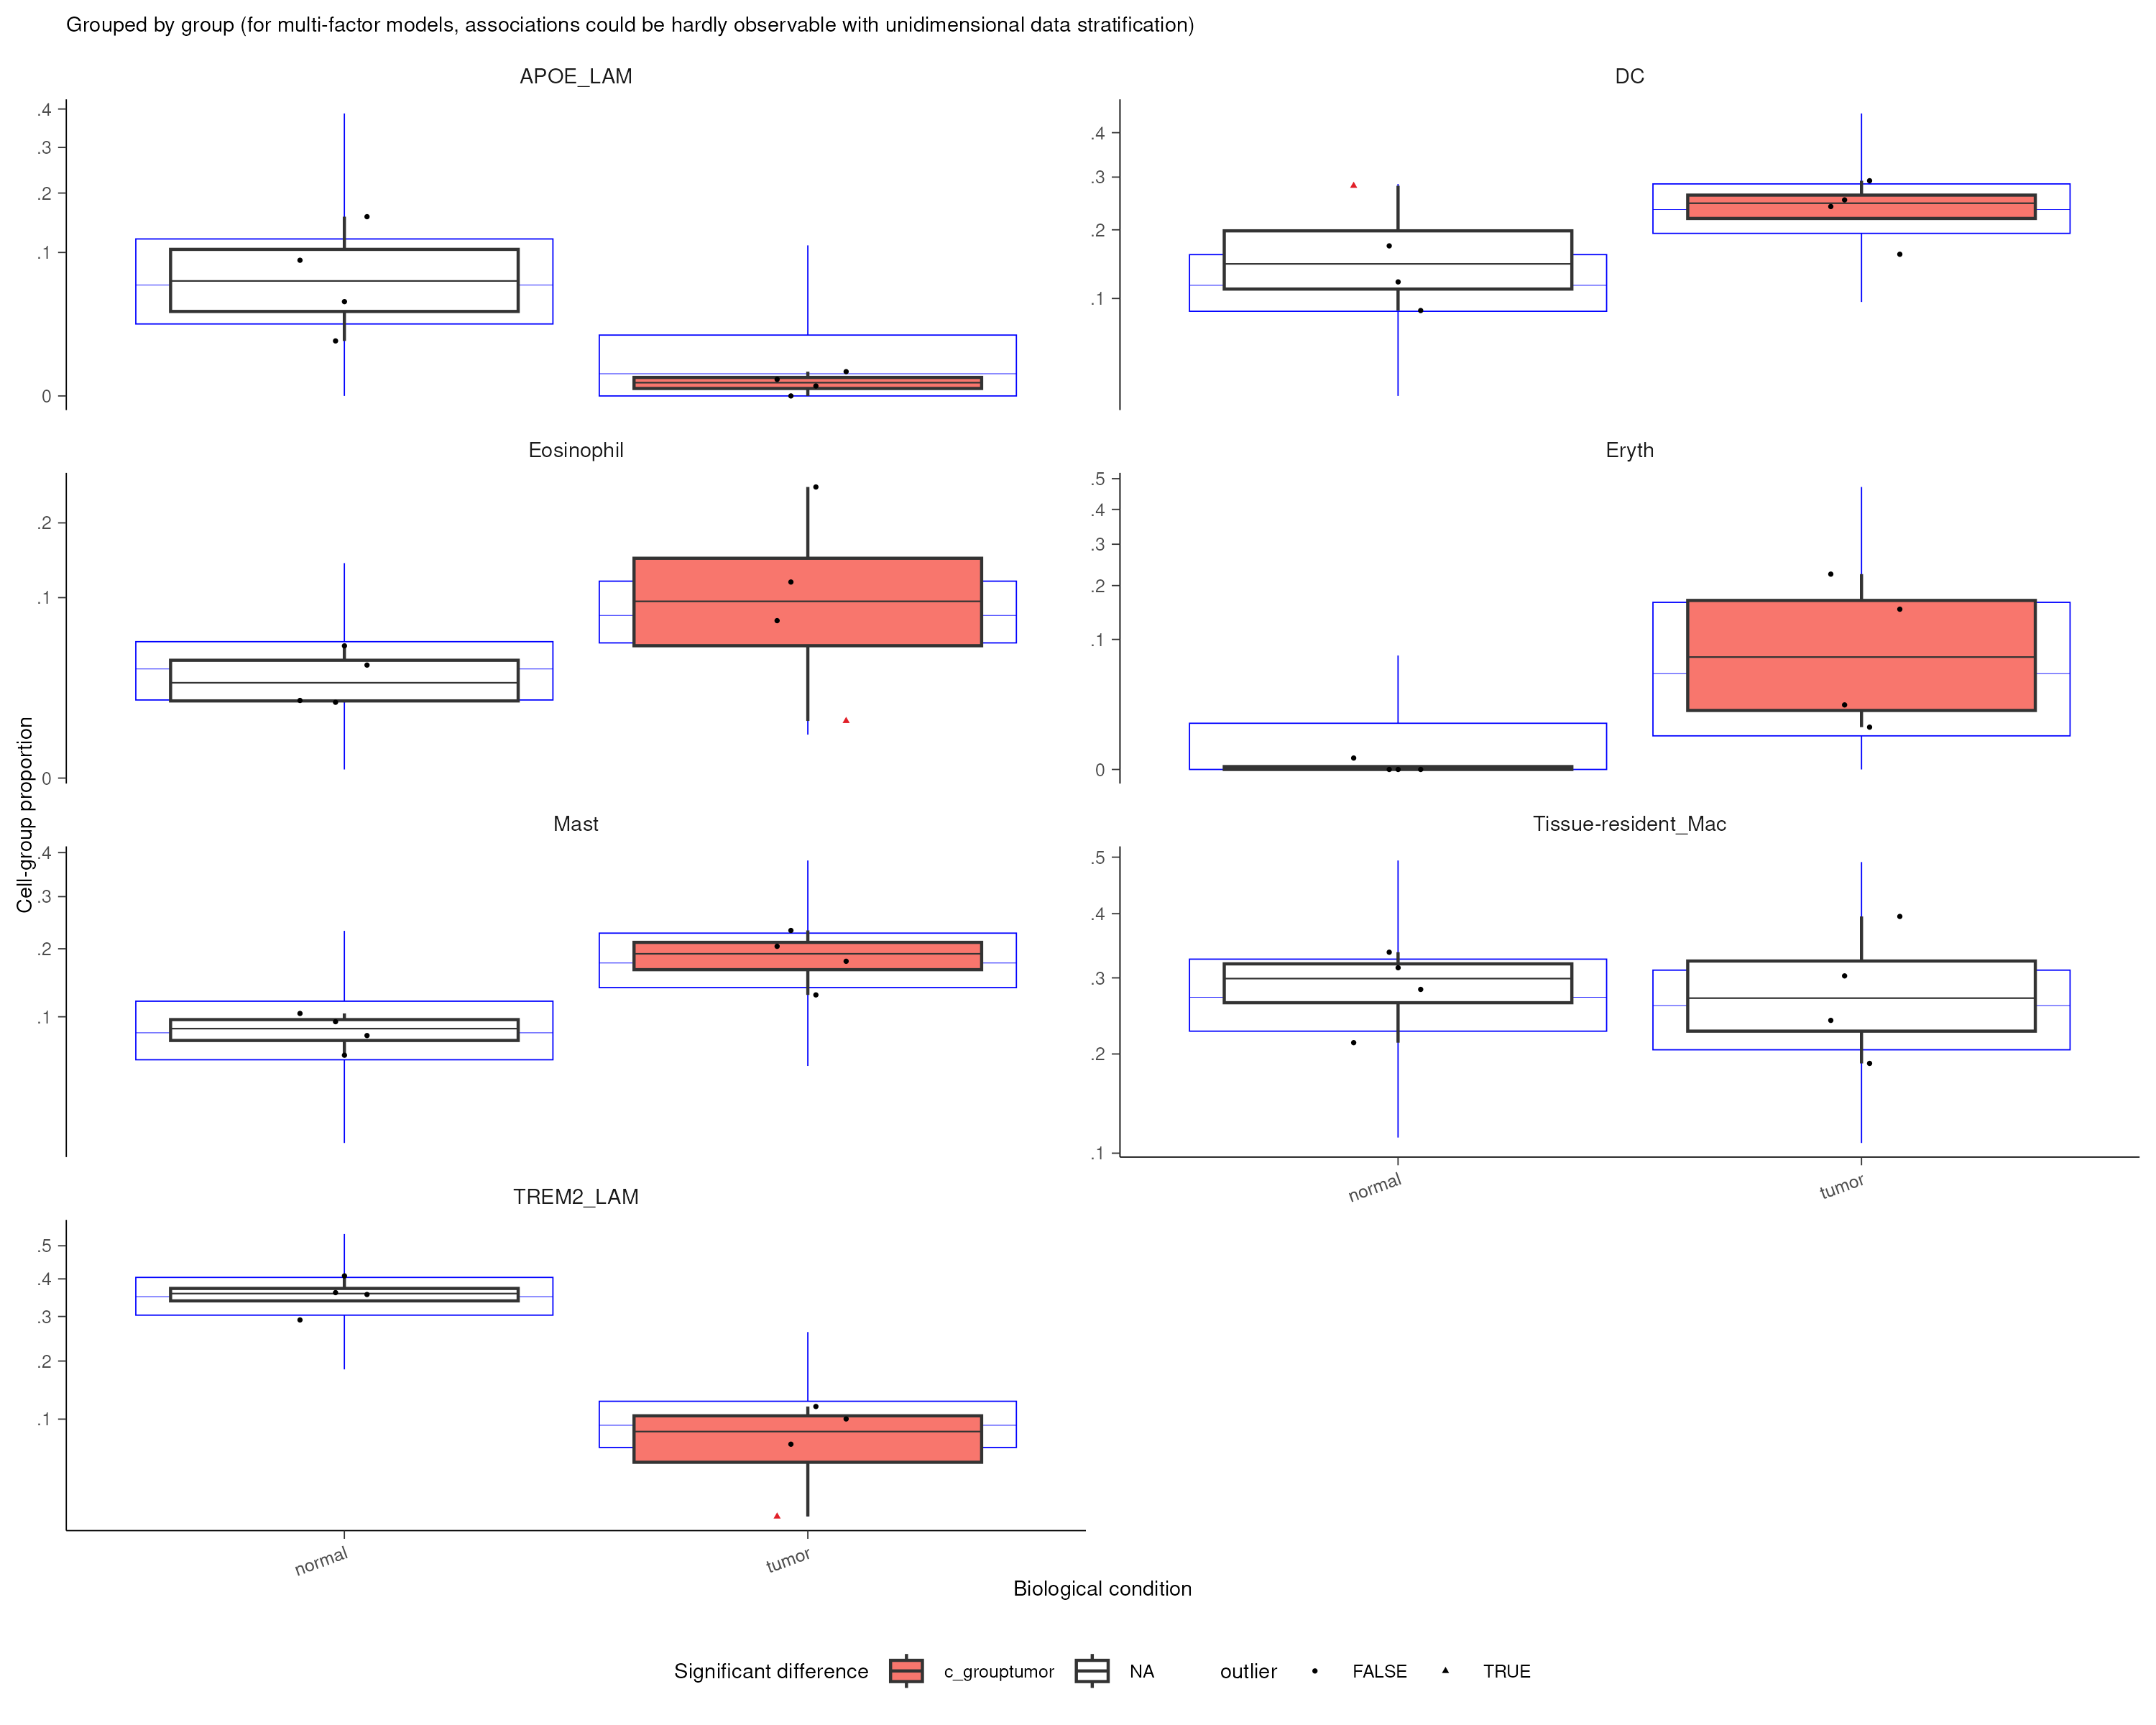 Grouped by group (for multi-factor models, associations could be hardly observable with unidimensional data stratification)
APOE_LAM
DC
.4
.3
.2
.1
0
.4
.3
.2
.1
Eosinophil
Eryth
.2
.1
0
.5
.4
.3
.2
.1
0
Cell-group proportion
Mast
Tissue-resident_Mac
.4
.3
.2
.1
.5
.4
.3
.2
.1
normal
tumor
TREM2_LAM
.5
.4
.3
.2
.1
normal
tumor
Biological condition
Significant difference c_grouptumor NA outlier FALSE TRUE